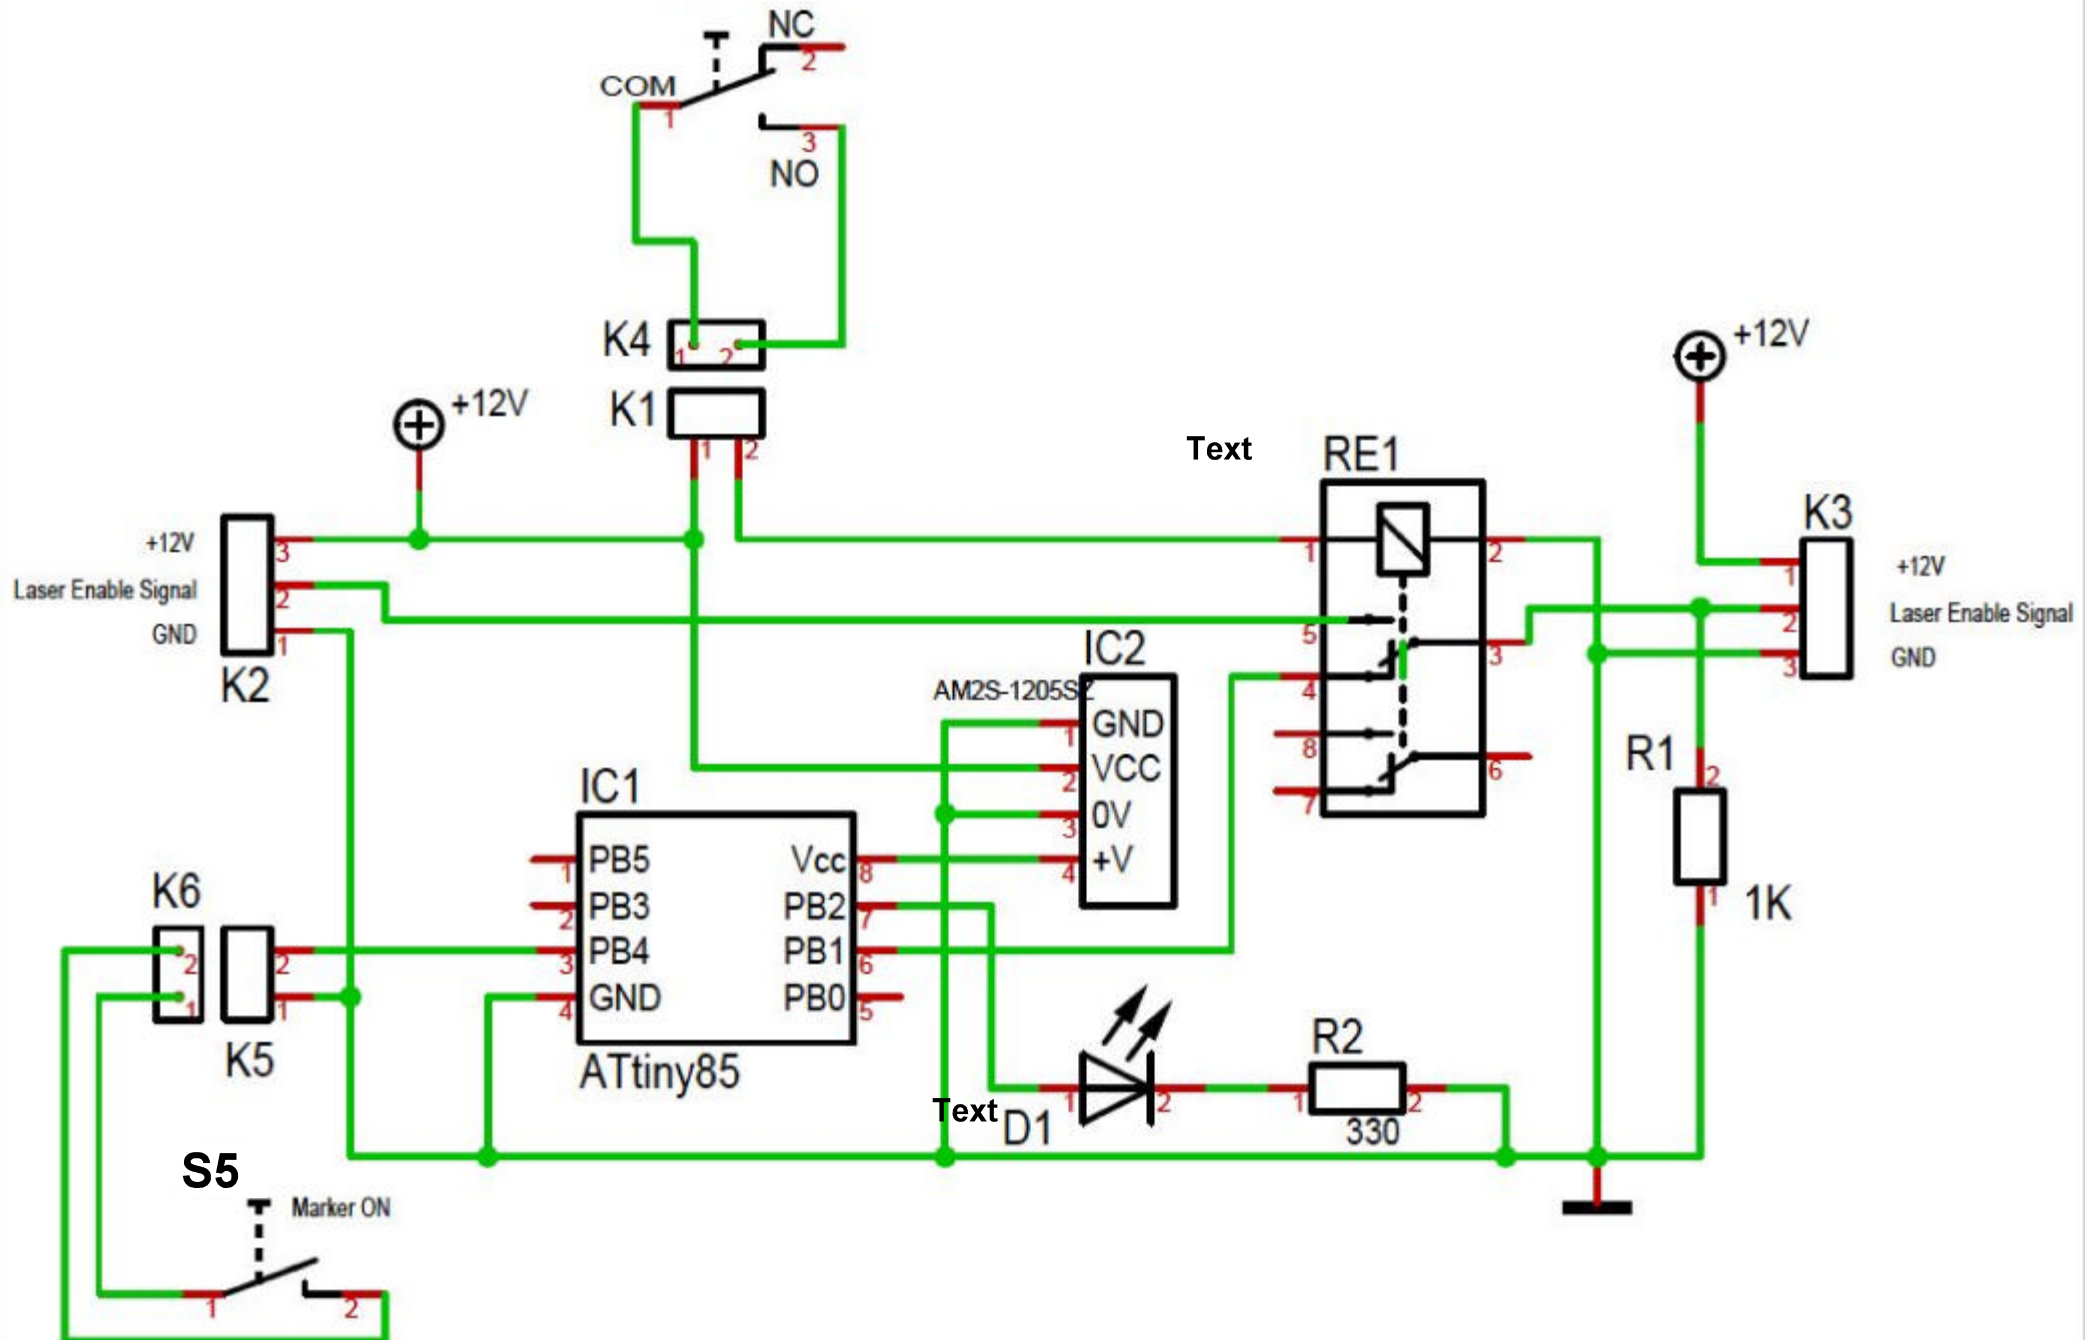 NC
2
COM
1
3
NO
K4
1 2
K1
1 2
+12V
+12V
Text
RE1
K3
+12V
3
1
2
1
+12V
Laser Enable Signal
2
2
Laser Enable Signal
GND
1
5
3
3
GND
K2
IC2
AM2S-1205SZ
4
1
GND
8
6
R1
2
2
VCC
7
IC1
3
0V
1
PB5
Vcc
8
4
+V
1
1K
K6
2
PB3
PB2
7
2
2
3
PB4
PB1
6
1
1
4
GND
PB0
5
K5
ATtiny85
R2
Text
D1
1
2
1
2
330
S5
Marker ON
1
2